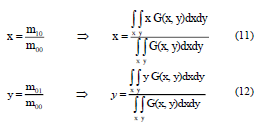 x = m₁₀ / m₀₀ ⇒ x = ∫∫ x G(x, y)dxdy / ∫∫ G(x, y)dxdy (11)
y = m₀₁ / m₀₀ ⇒ y = ∫∫ y G(x, y)dxdy / ∫∫ G(x, y)dxdy (12)